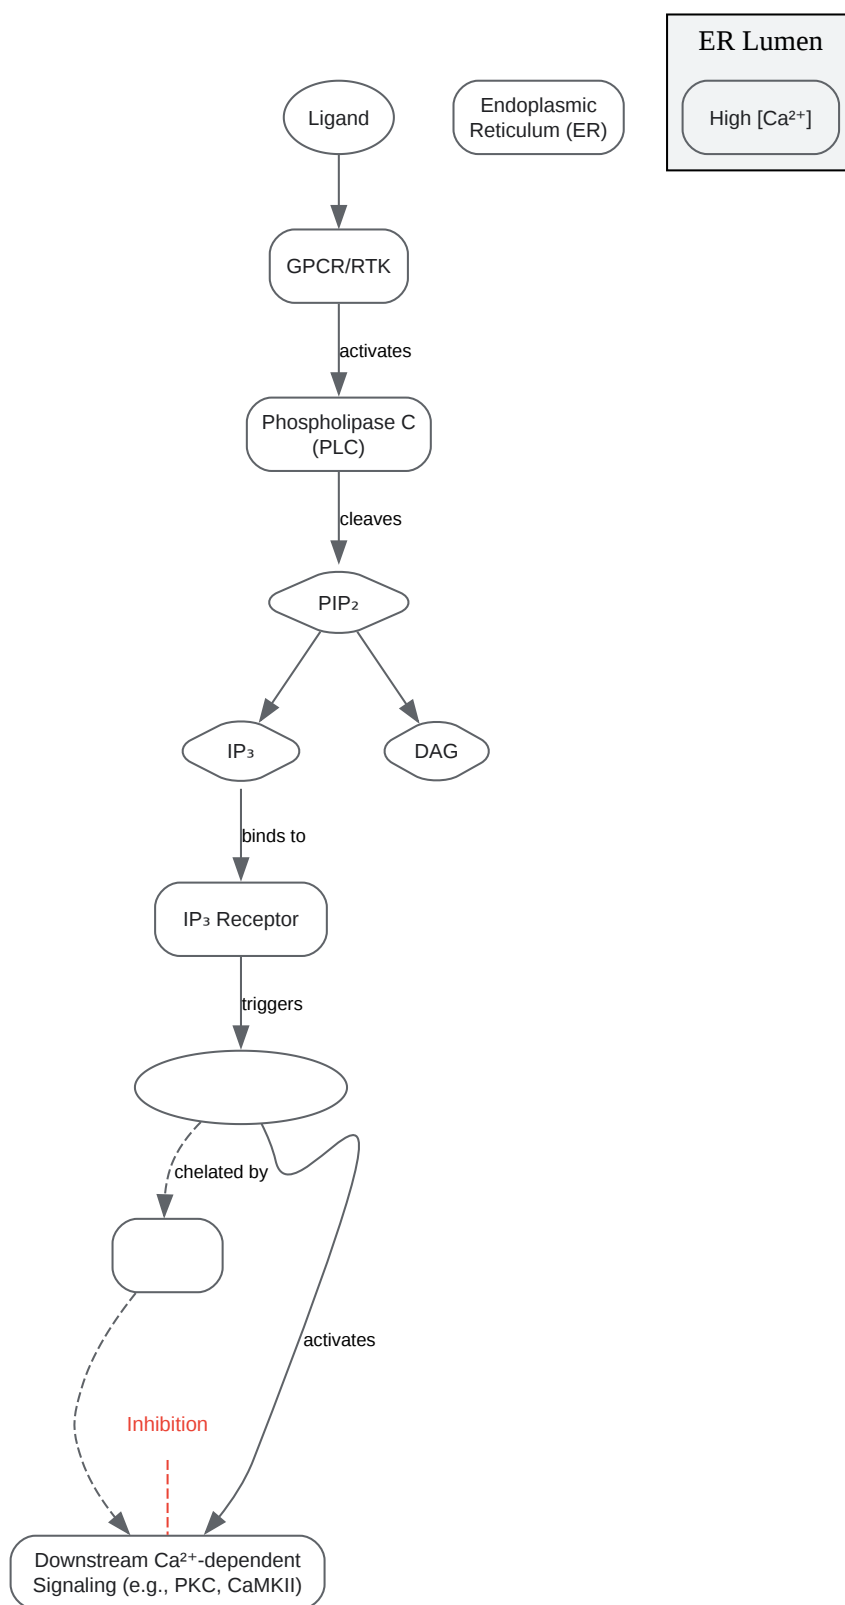 ER Lumen
Ligand
Endoplasmic
Reticulum (ER)
High [Ca²⁺]
GPCR/RTK
activates
Phospholipase C
(PLC)
cleaves
PIP₂
IP₃
DAG
binds to
IP₃ Receptor
triggers
chelated by
activates
Inhibition
Downstream Ca²⁺-dependent
Signaling (e.g., PKC, CaMKII)